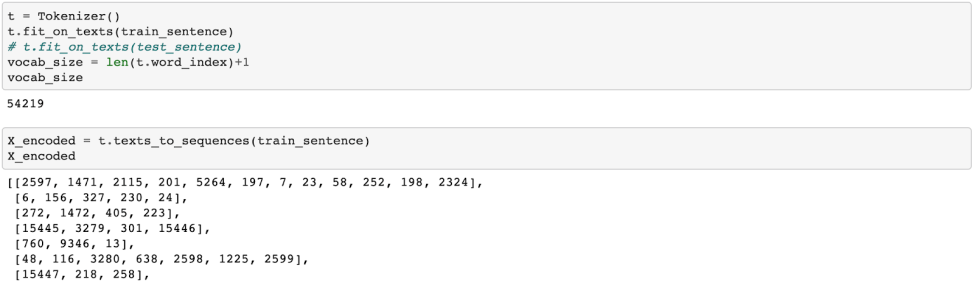 t = Tokenizer()
t.fit_on_texts(train_sentence)
# t.fit_on_texts(test_sentence)
vocab_size = len(t.word_index)+1
vocab_size
54219
X_encoded = t.texts_to_sequences(train_sentence)
X_encoded
[[2597, 1471, 2115, 201, 5264, 197, 7, 23, 58, 252, 198, 2324],
[6, 156, 327, 230, 24],
[272, 1472, 405, 223],
[15445, 3279, 301, 15446],
[760, 9346, 13],
[48, 116, 3280, 638, 2598, 1225, 2599],
[15447, 218, 258],